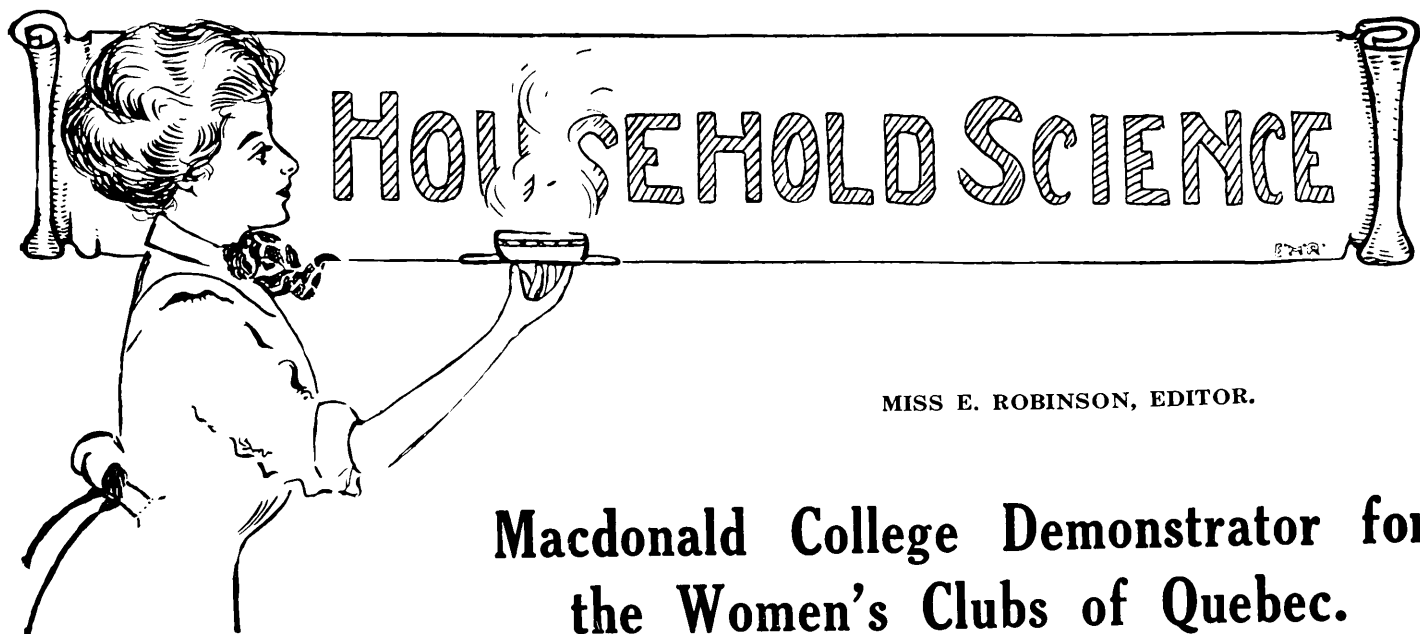 HOUSEHOLD SCIENCE
MISS E. ROBINSON, EDITOR.
Macdonald College Demonstrator for
the Women's Clubs of Quebec.